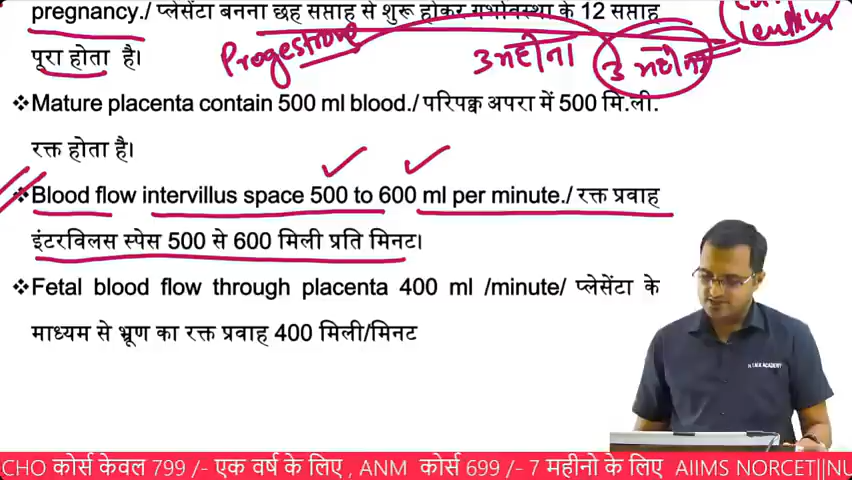 pregnancy./ प्लेसेंटा बनना छह सप्ताह से शुरू होकर गर्भावस्था के 12 सप्ताह
पूरा होता है।
Progestrone
3 महीना
3 महीना
❖Mature placenta contain 500 ml blood./ परिपक्व अपरा में 500 मि.ली.
रक्त होता है।
❖Blood flow intervillus space 500 to 600 ml per minute./ रक्त प्रवाह
इंटरविलस स्पेस 500 से 600 मिली प्रति मिनट।
❖Fetal blood flow through placenta 400 ml /minute/ प्लेसेंटा के
माध्यम से भ्रूण का रक्त प्रवाह 400 मिली/मिनट
CHO कोर्स केवल 799 /- एक वर्ष के लिए , ANM कोर्स 699 /- 7 महीनो के लिए AIIMS NORCET||NU